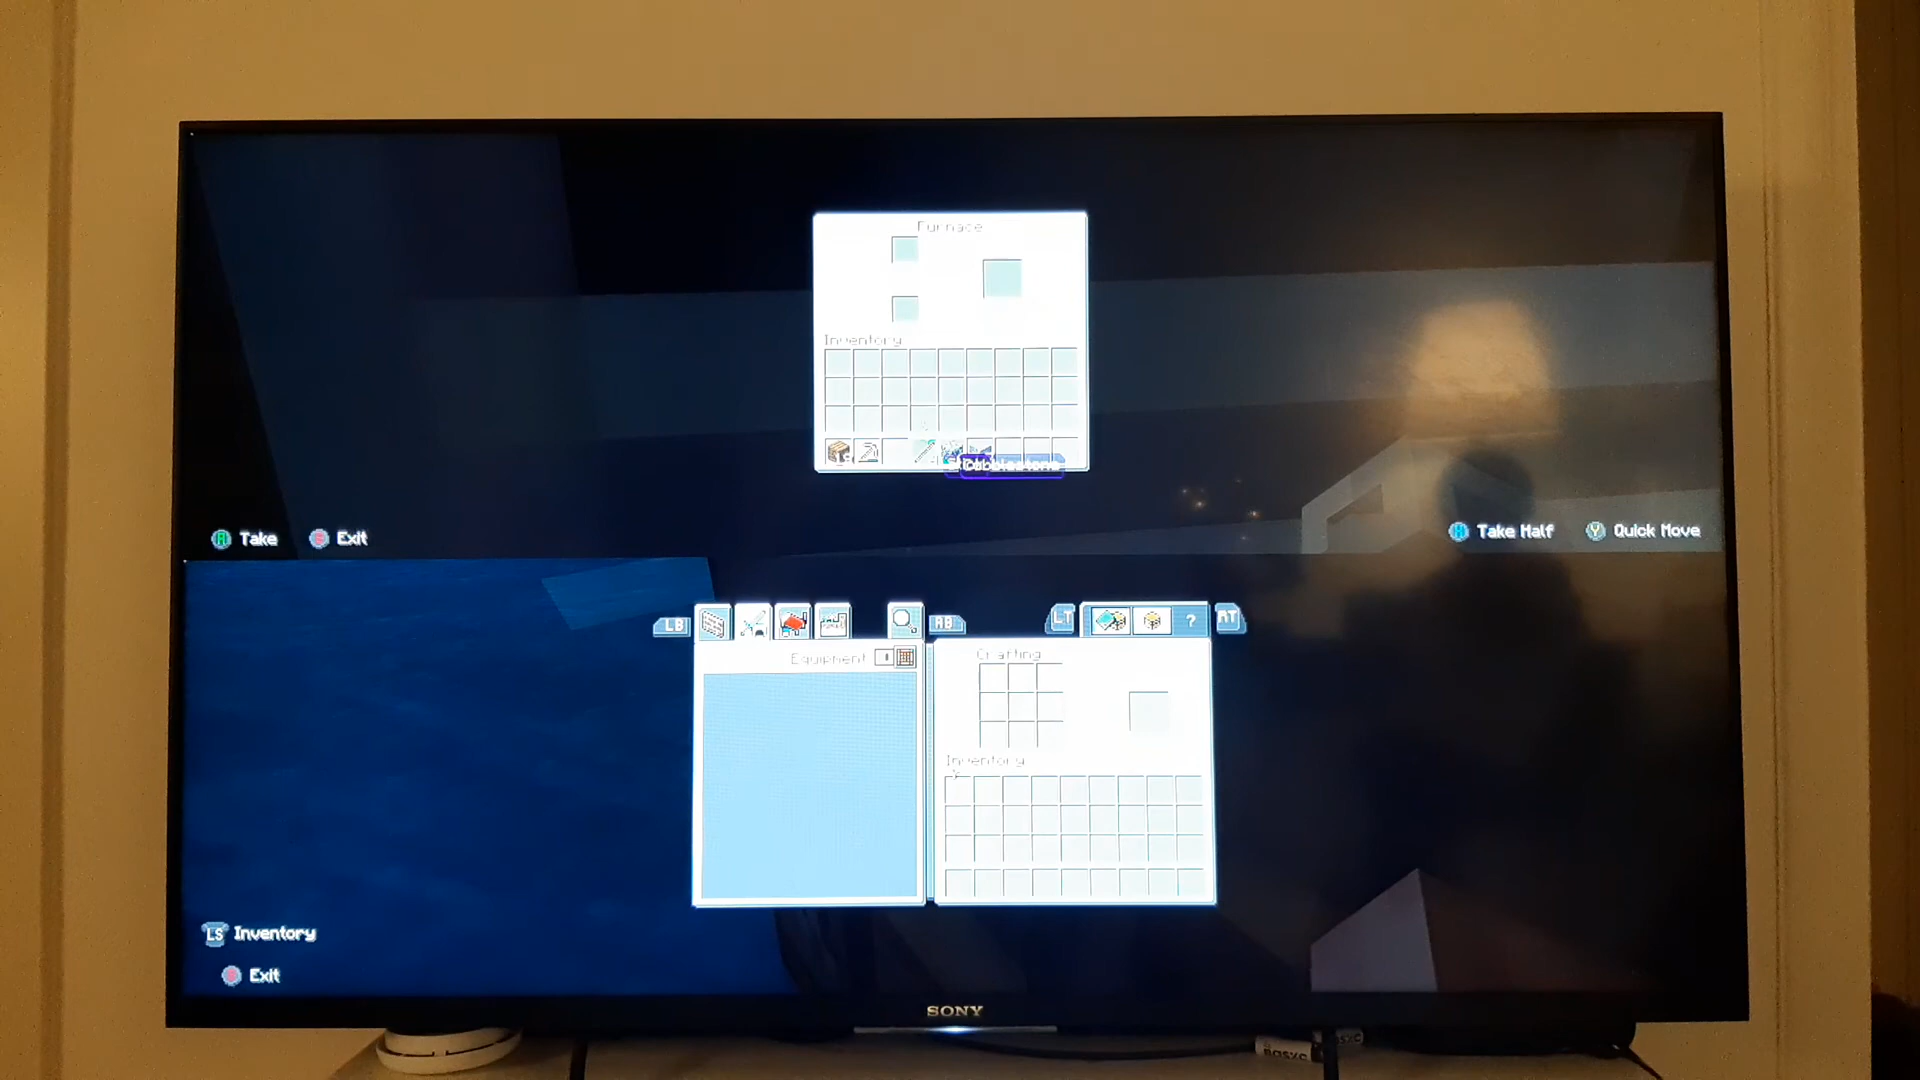 Furnace
Inventory
Cobblestone
A Take
B Exit
Take Half
Y Quick Move
LB
RB
LT
?
RT
Equipment
Crafting
Inventory
LS Inventory
Exit
SONY